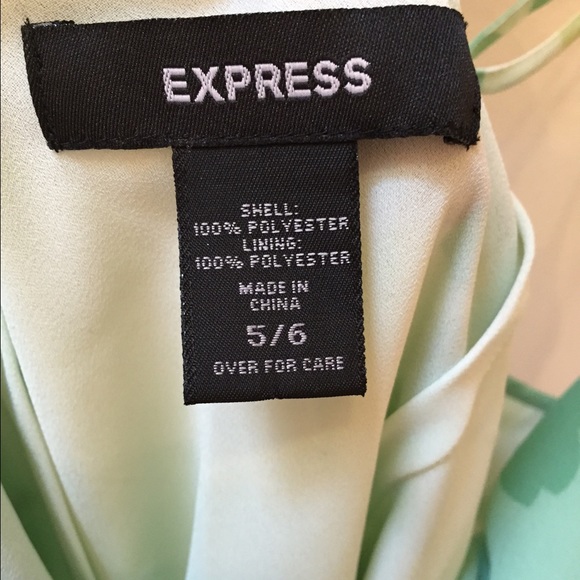 EXPRESS
SHELL:
100% POLYESTER
LINING:
100% POLYESTER
MADE IN
CHINA
5/6
OVER FOR CARE